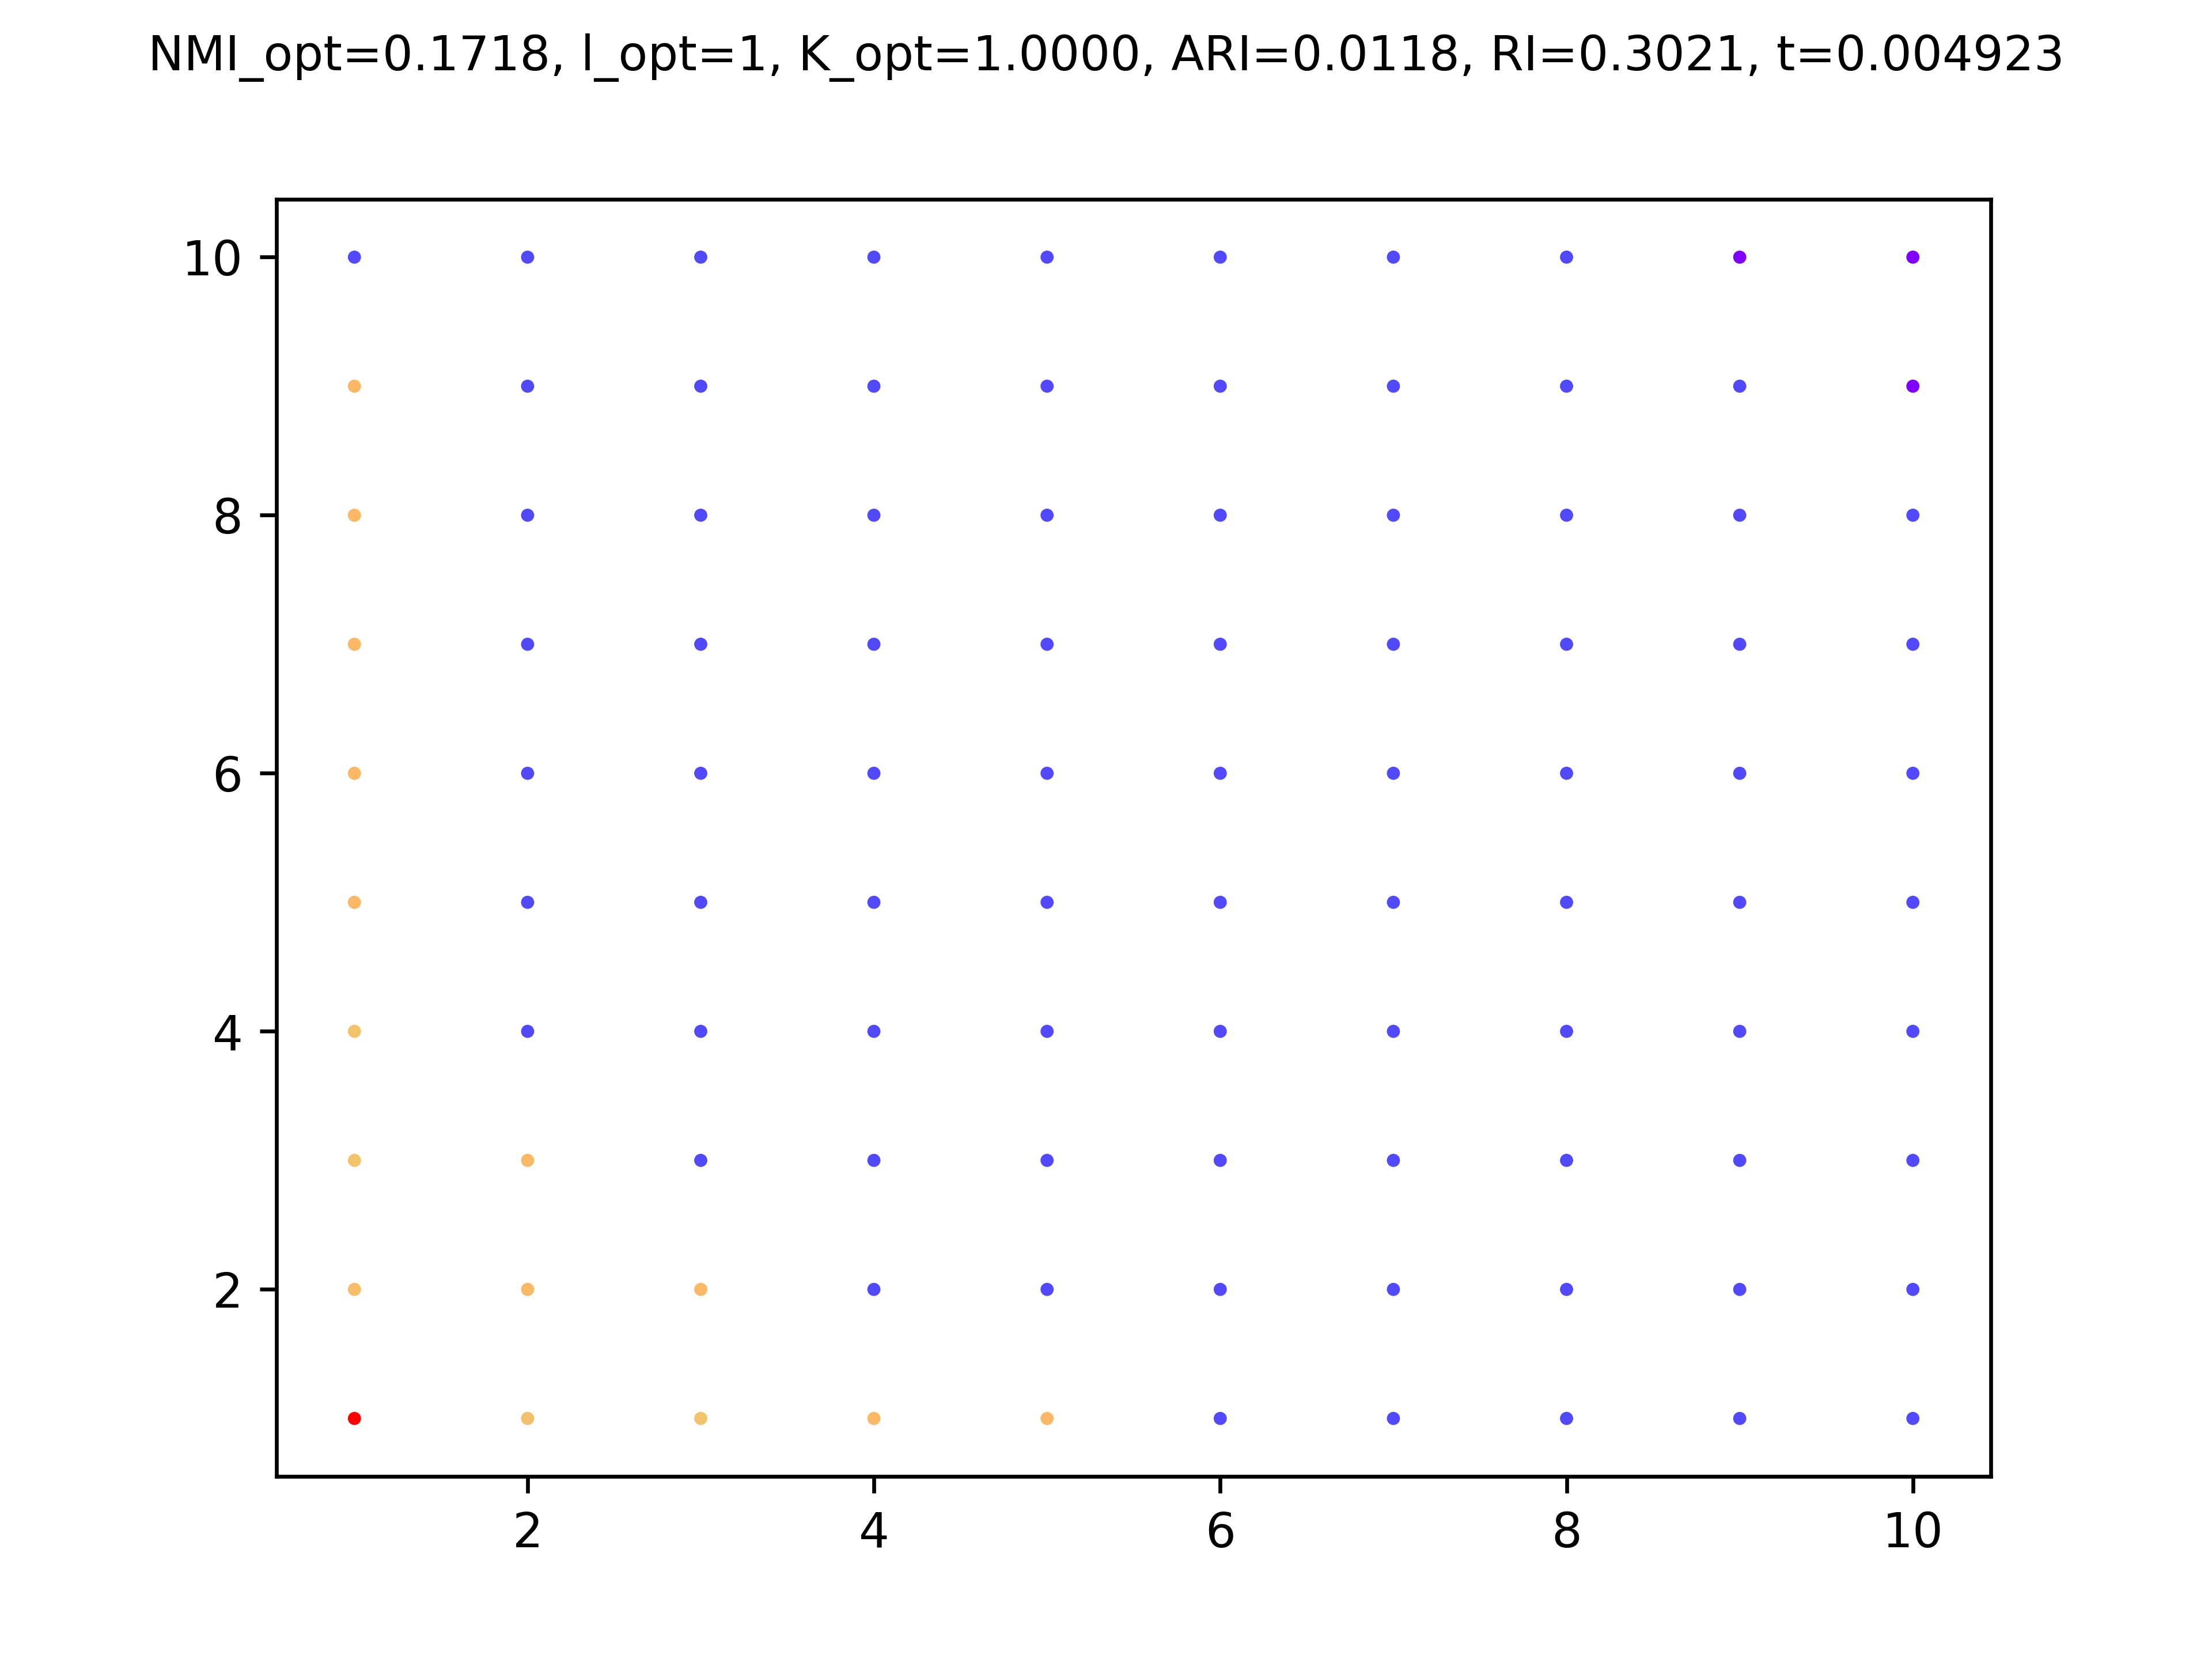 NMI_opt=0.1718, l_opt=1, K_opt=1.0000, ARI=0.0118, RI=0.3021, t=0.004923
10
8
6
4
2
2 4 6 8 10